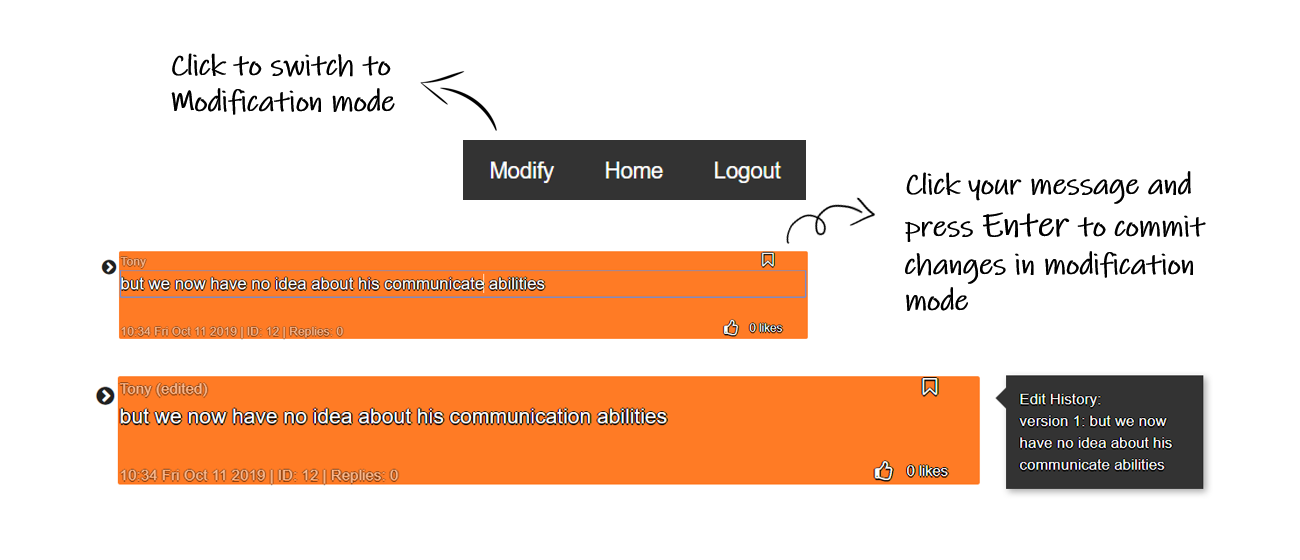 Click to switch to
Modification mode
Modify Home Logout
Click your message and
press Enter to commit
changes in modification
mode
Tony
but we now have no idea about his communicate abilities
10:34 Fri Oct 11 2019 | ID: 12 | Replies: 0
0 likes
Tony (edited)
but we now have no idea about his communication abilities
10:34 Fri Oct 11 2019 | ID: 12 | Replies: 0
0 likes
Edit History:
version 1: but we now
have no idea about his
communicate abilities